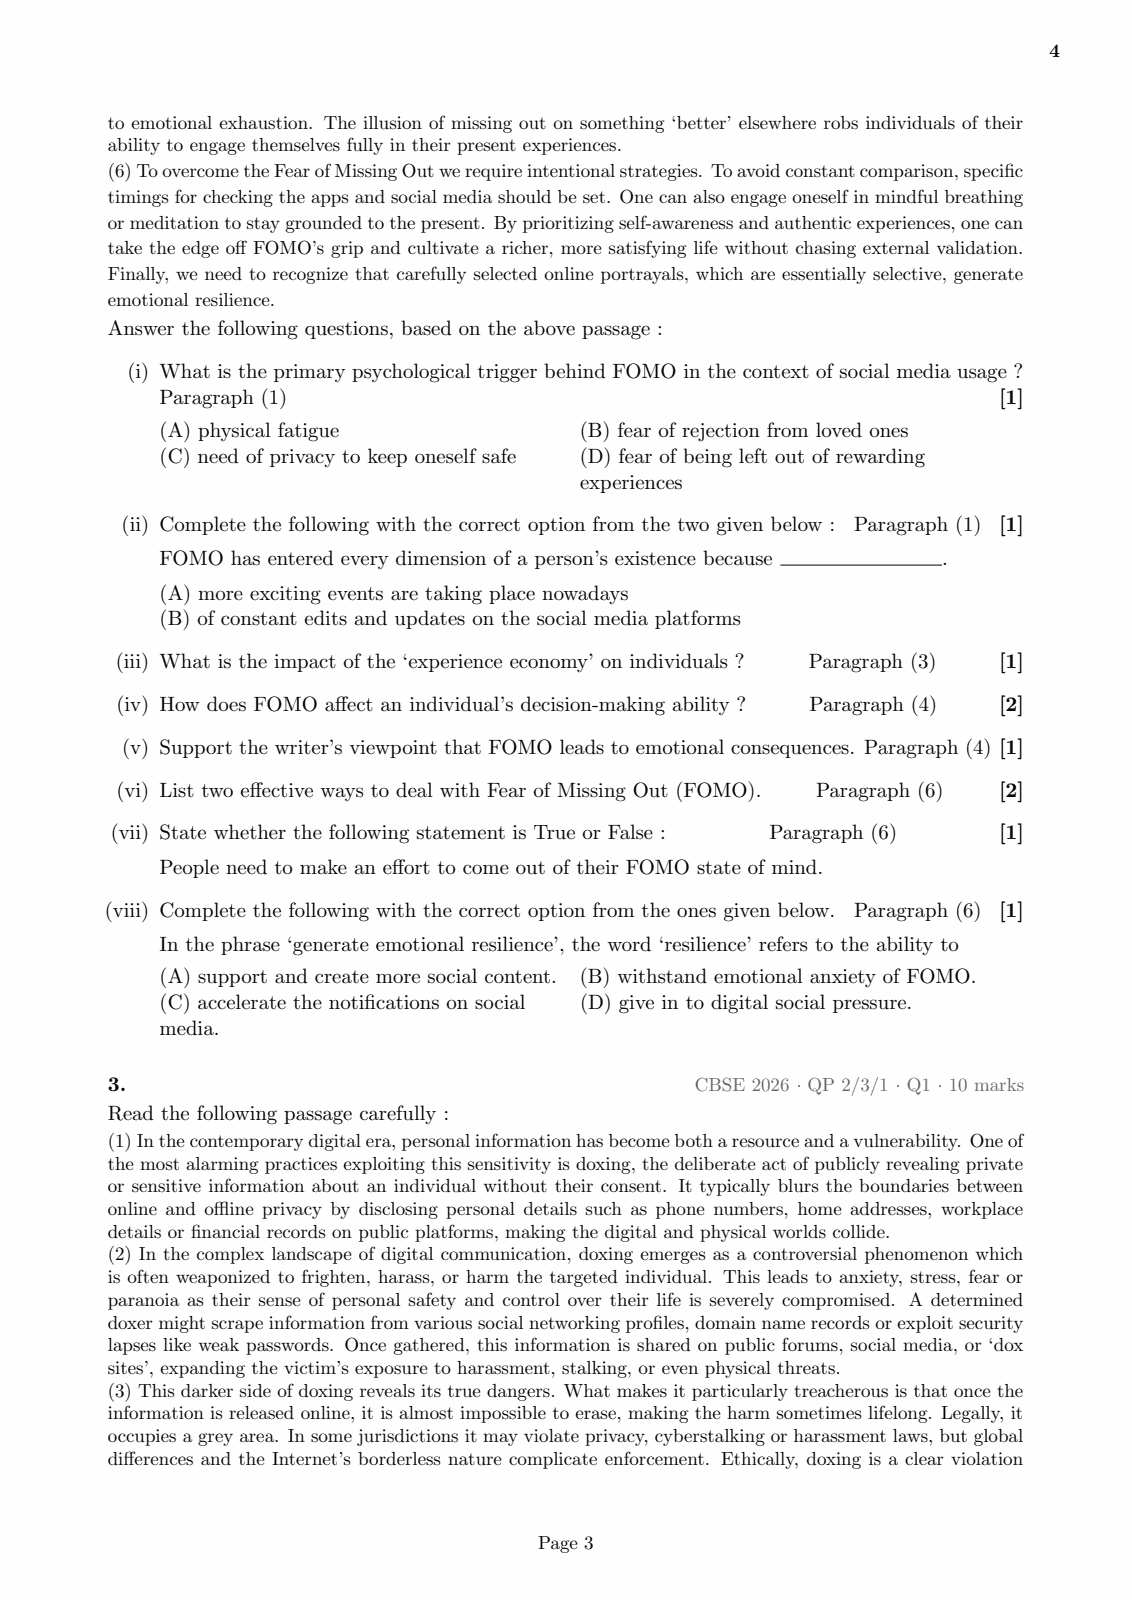 4
to emotional exhaustion. The illusion of missing out on something ‘better’ elsewhere robs individuals of their
ability to engage themselves fully in their present experiences.
(6) To overcome the Fear of Missing Out we require intentional strategies. To avoid constant comparison, specific
timings for checking the apps and social media should be set. One can also engage oneself in mindful breathing
or meditation to stay grounded to the present. By prioritizing self-awareness and authentic experiences, one can
take the edge off FOMO’s grip and cultivate a richer, more satisfying life without chasing external validation.
Finally, we need to recognize that carefully selected online portrayals, which are essentially selective, generate
emotional resilience.
Answer the following questions, based on the above passage :
(i) What is the primary psychological trigger behind FOMO in the context of social media usage ?
Paragraph (1) [1]
(A) physical fatigue (B) fear of rejection from loved ones
(C) need of privacy to keep oneself safe (D) fear of being left out of rewarding
experiences
(ii) Complete the following with the correct option from the two given below : Paragraph (1) [1]
FOMO has entered every dimension of a person’s existence because ________________.
(A) more exciting events are taking place nowadays
(B) of constant edits and updates on the social media platforms
(iii) What is the impact of the ‘experience economy’ on individuals ? Paragraph (3) [1]
(iv) How does FOMO affect an individual’s decision-making ability ? Paragraph (4) [2]
(v) Support the writer’s viewpoint that FOMO leads to emotional consequences. Paragraph (4) [1]
(vi) List two effective ways to deal with Fear of Missing Out (FOMO). Paragraph (6) [2]
(vii) State whether the following statement is True or False : Paragraph (6) [1]
People need to make an effort to come out of their FOMO state of mind.
(viii) Complete the following with the correct option from the ones given below. Paragraph (6) [1]
In the phrase ‘generate emotional resilience’, the word ‘resilience’ refers to the ability to
(A) support and create more social content. (B) withstand emotional anxiety of FOMO.
(C) accelerate the notifications on social (D) give in to digital social pressure.
media.
3. CBSE 2026 · QP 2/3/1 · Q1 · 10 marks
Read the following passage carefully :
(1) In the contemporary digital era, personal information has become both a resource and a vulnerability. One of
the most alarming practices exploiting this sensitivity is doxing, the deliberate act of publicly revealing private
or sensitive information about an individual without their consent. It typically blurs the boundaries between
online and offline privacy by disclosing personal details such as phone numbers, home addresses, workplace
details or financial records on public platforms, making the digital and physical worlds collide.
(2) In the complex landscape of digital communication, doxing emerges as a controversial phenomenon which
is often weaponized to frighten, harass, or harm the targeted individual. This leads to anxiety, stress, fear or
paranoia as their sense of personal safety and control over their life is severely compromised. A determined
doxer might scrape information from various social networking profiles, domain name records or exploit security
lapses like weak passwords. Once gathered, this information is shared on public forums, social media, or ‘dox
sites’, expanding the victim’s exposure to harassment, stalking, or even physical threats.
(3) This darker side of doxing reveals its true dangers. What makes it particularly treacherous is that once the
information is released online, it is almost impossible to erase, making the harm sometimes lifelong. Legally, it
occupies a grey area. In some jurisdictions it may violate privacy, cyberstalking or harassment laws, but global
differences and the Internet’s borderless nature complicate enforcement. Ethically, doxing is a clear violation
Page 3